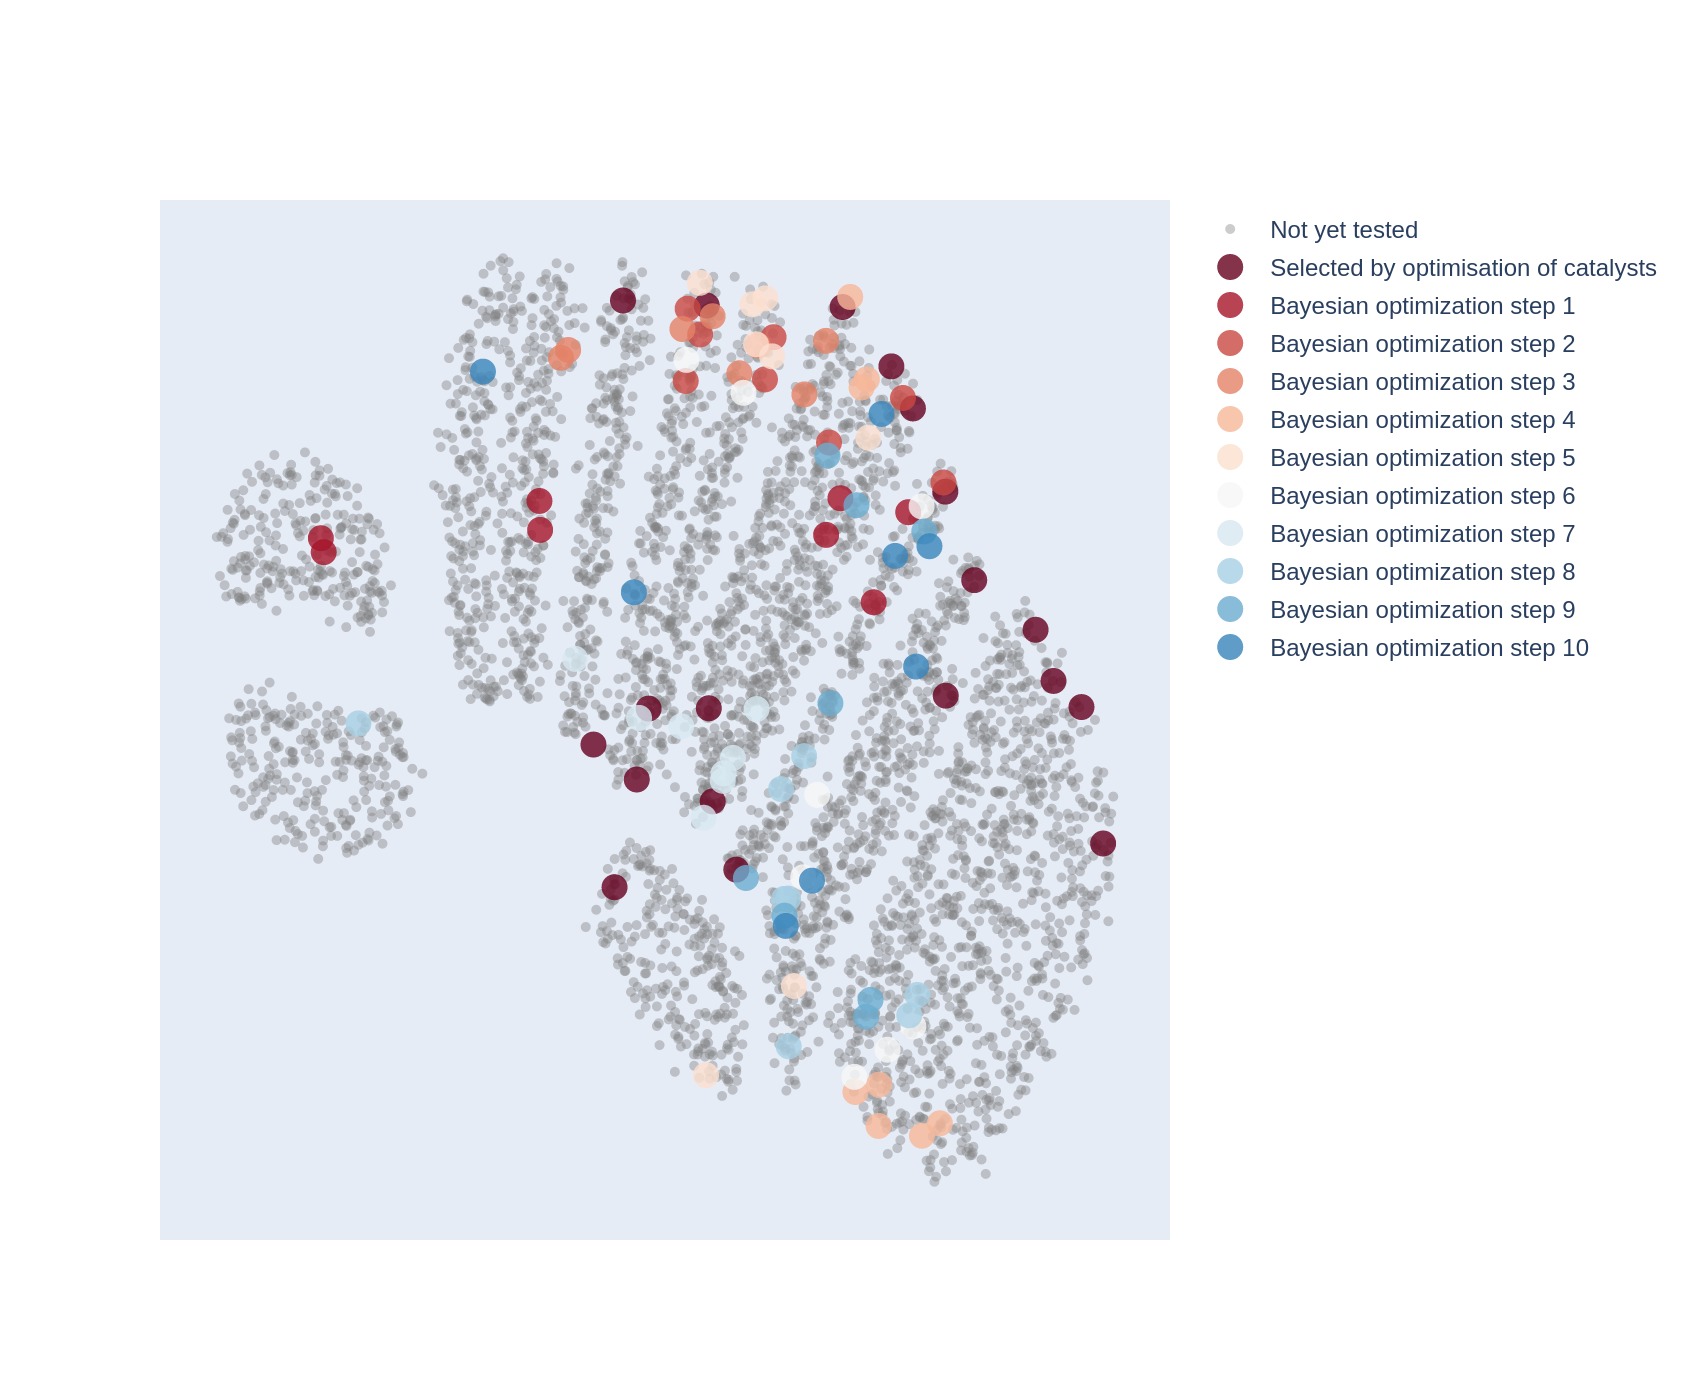 Not yet tested
Selected by optimisation of catalysts
Bayesian optimization step 1
Bayesian optimization step 2
Bayesian optimization step 3
Bayesian optimization step 4
Bayesian optimization step 5
Bayesian optimization step 6
Bayesian optimization step 7
Bayesian optimization step 8
Bayesian optimization step 9
Bayesian optimization step 10